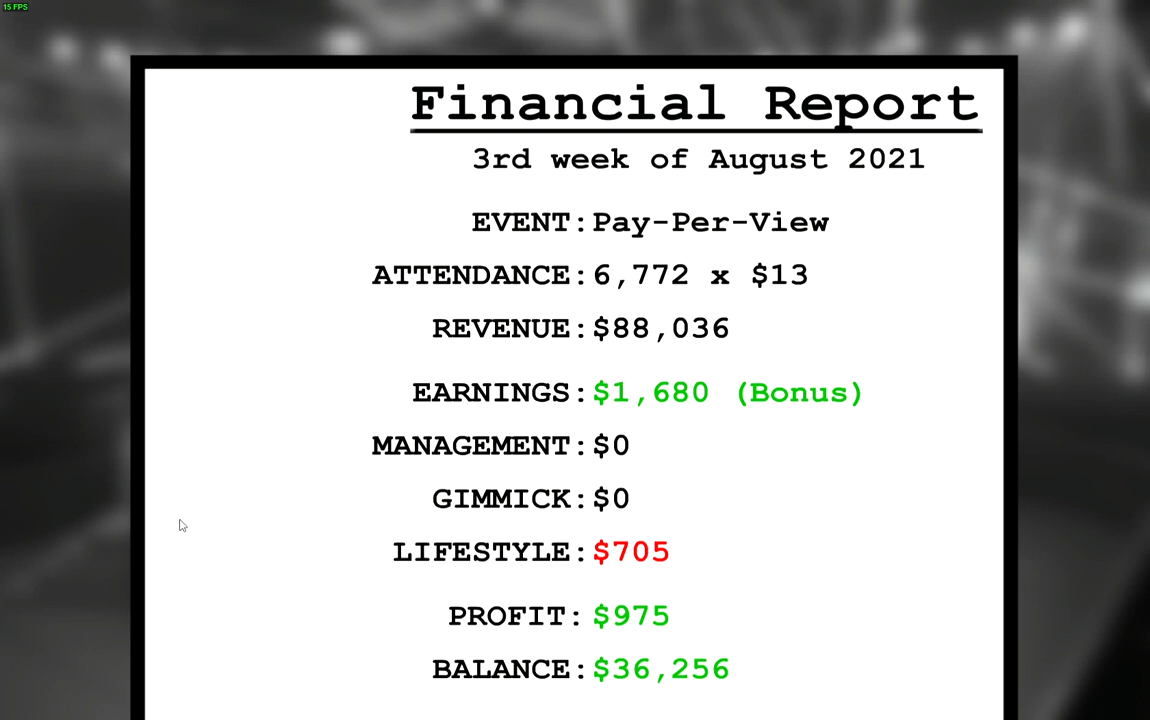 15 FPS
Financial Report
3rd week of August 2021
EVENT: Pay-Per-View
ATTENDANCE: 6,772 x $13
REVENUE: $88,036
EARNINGS: $1,680 (Bonus)
MANAGEMENT: $0
GIMMICK: $0
LIFESTYLE: $705
PROFIT: $975
BALANCE: $36,256